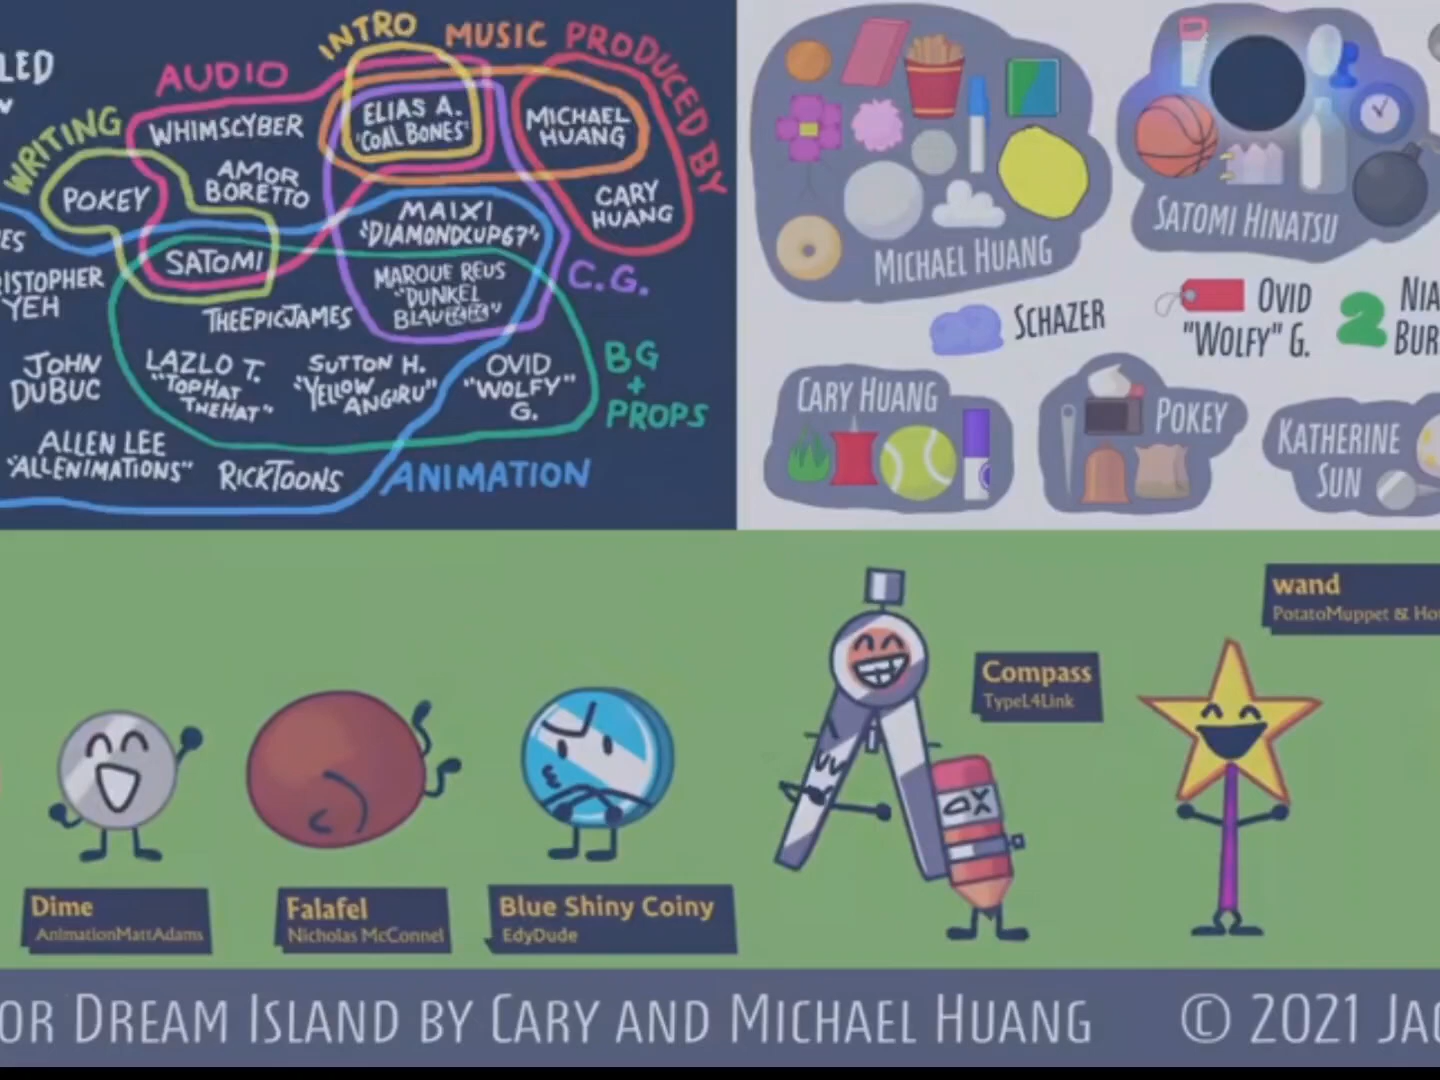 LED
INTRO
MUSIC
PRODUCED BY
AUDIO
WRITING
ELIAS A.
"COAL BONES"
MICHAEL
HUANG
WHIMSCYBER
AMOR
BORETTO
POKEY
CARY
HUANG
MAIXI
"DIAMONDCUP67"
ES
SATOMI
MARQUE REUS
"DUNKEL
C.G.
RISTOPHER
YEH
THEEPICJAMES
JOHN
DUBUC
LAZLO T.
"TOPHAT
THEHAT"
SUTTON H.
"YELLOW
ANGIRU"
OVID
"WOLFY"
G.
BG
+
PROPS
ALLEN LEE
"ALLENIMATIONS"
RICKTOONS
ANIMATION
MICHAEL HUANG
SATOMI HINATSU
SCHAZER
OVID
"WOLFY" G.
NIA
BUR
CARY HUANG
POKEY
KATHERINE
SUN
wand
PotatoMuppet & Ho
Compass
TypeL4Link
Dime
AnimationMattAdams
Falafel
Nicholas McConnel
Blue Shiny Coiny
EdyDude
OR DREAM ISLAND BY CARY AND MICHAEL HUANG © 2021 JAC